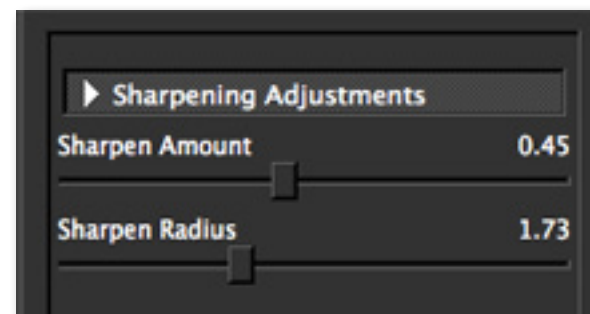 Sharpening Adjustments
Sharpen Amount 0.45
Sharpen Radius 1.73